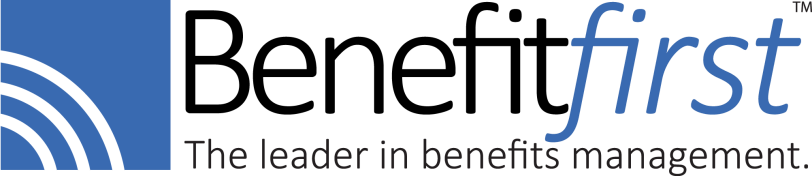 Benefitfirst™
The leader in benefits management.